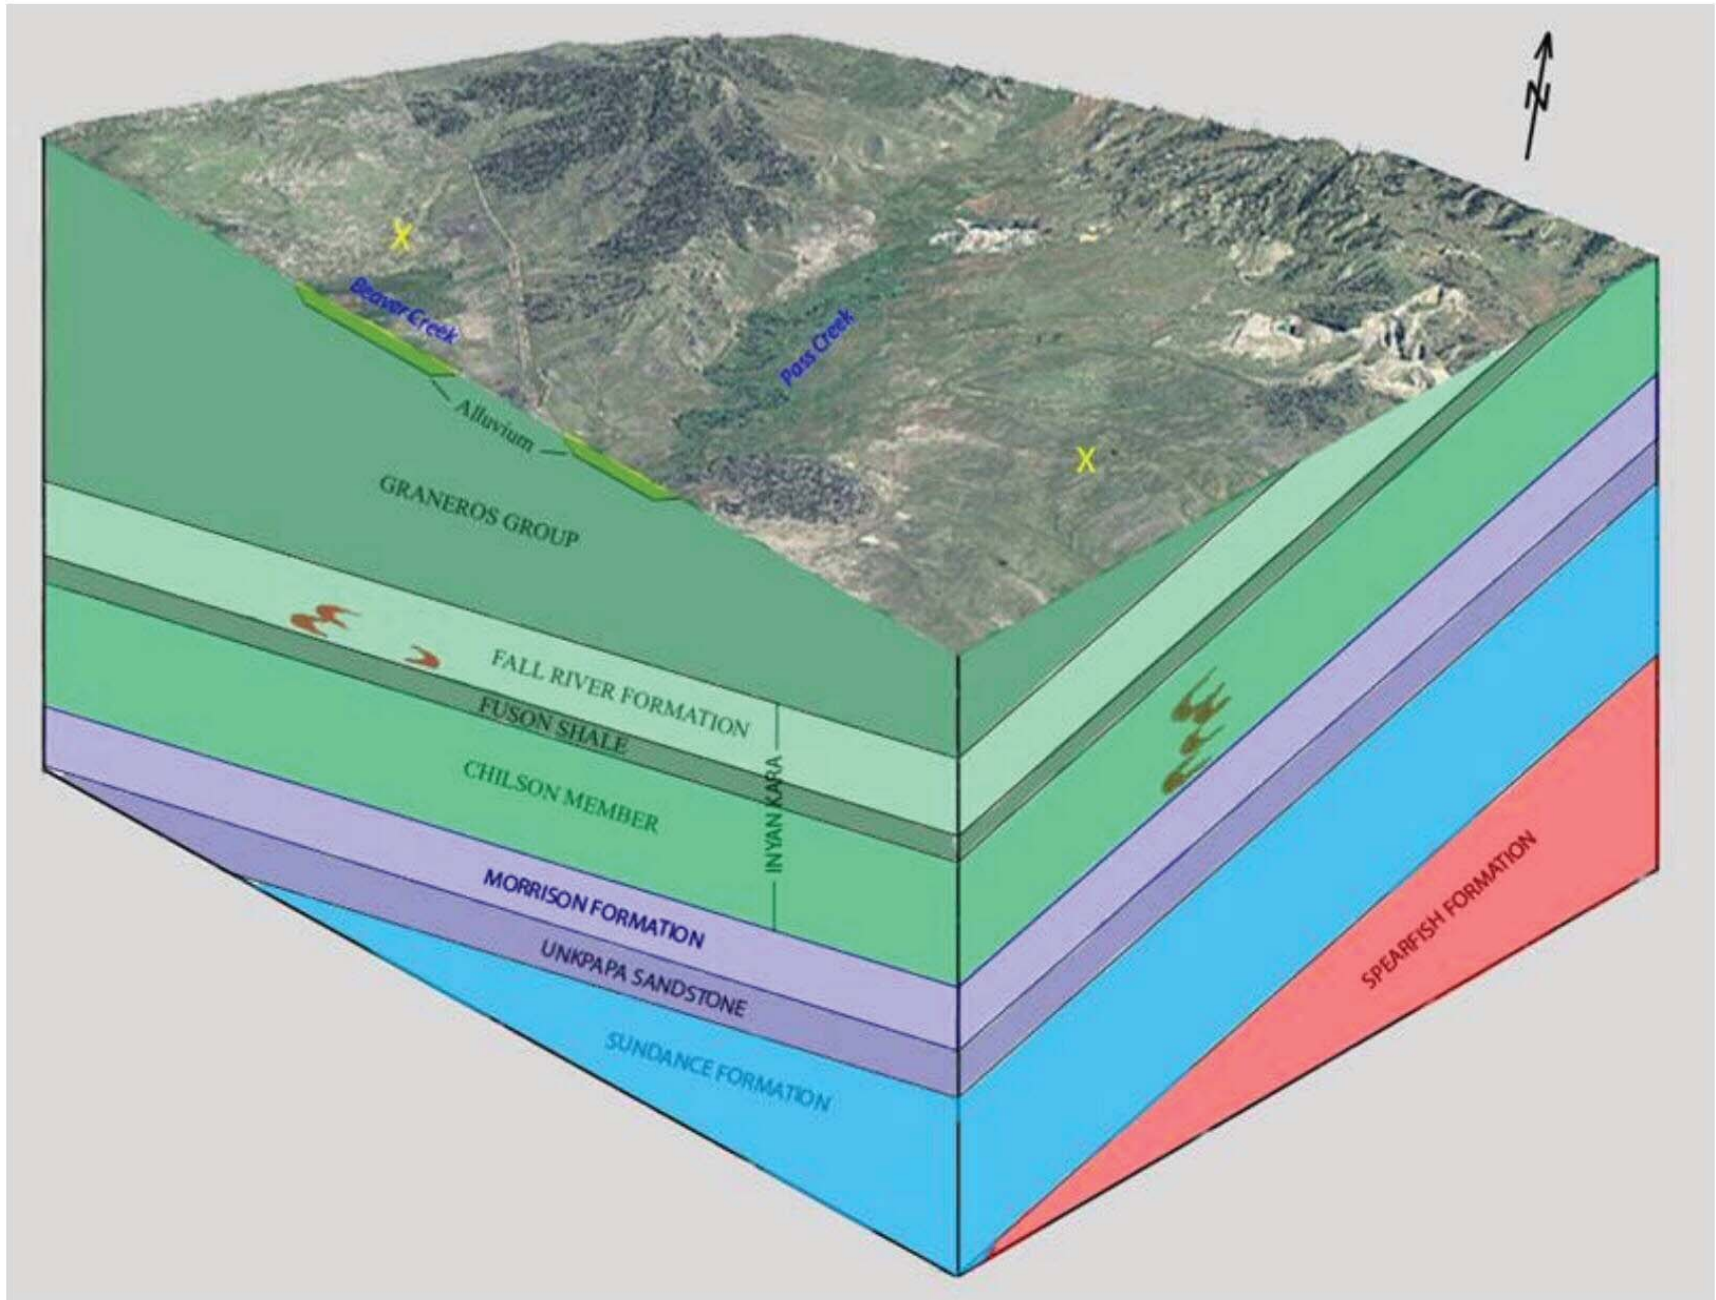 N
X
Beaver Creek
Pass Creek
Alluvium
X
GRANEROS GROUP
FALL RIVER FORMATION
FUSON SHALE
CHILSON MEMBER
INYAN KARA
MORRISON FORMATION
UNKPAPA SANDSTONE
SUNDANCE FORMATION
SPEARFISH FORMATION